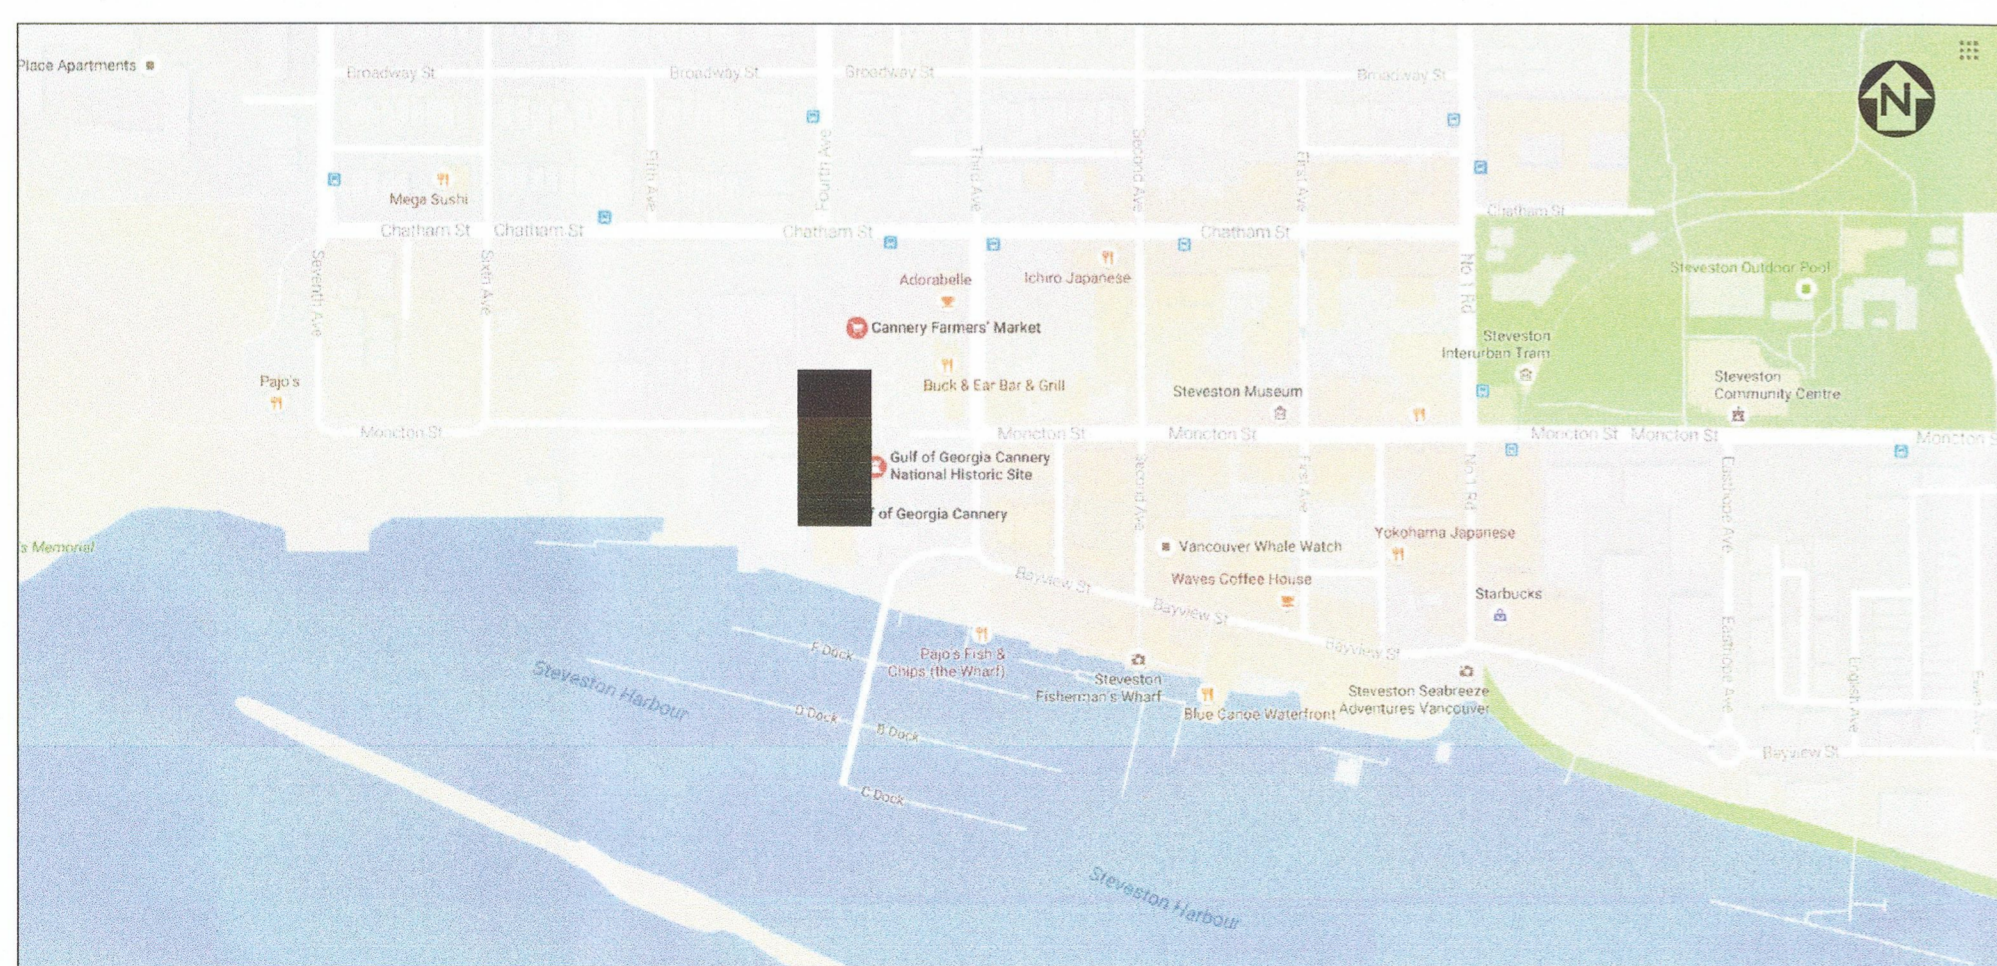 Place Apartments
Broadway St
Broadway St
Broadway St
Broadway St
N
Mega Sushi
Fifth Ave
Fourth Ave
Third Ave
Second Ave
First Ave
Chatham St
Chatham St
Chatham St
Chatham St
Chatham St
Seventh Ave
Sixth Ave
No 1 Rd
Adorabelle
Ichiro Japanese
Steveston Outdoor Pool
Cannery Farmers' Market
Steveston
Interurban Tram
Pajo's
Buck & Ear Bar & Grill
Steveston Museum
Steveston
Community Centre
Moncton St
Moncton St
Moncton St
Moncton St
Moncton St
Moncton S
Gulf of Georgia Cannery
National Historic Site
Second Ave
First Ave
No 1 Rd
Easthope Ave
f of Georgia Cannery
's Memorial
Vancouver Whale Watch
Yokohama Japanese
Waves Coffee House
Bayview St
Bayview St
Starbucks
Bayview St
Easthope Ave
F Dock
Pajo's Fish &
Chips (the Wharf)
Steveston Harbour
Steveston
Fisherman's Wharf
Steveston Seabreeze
Adventures Vancouver
Blue Canoe Waterfront
English Ave
D Dock
B Dock
Bayview St
C Dock
Steveston Harbour